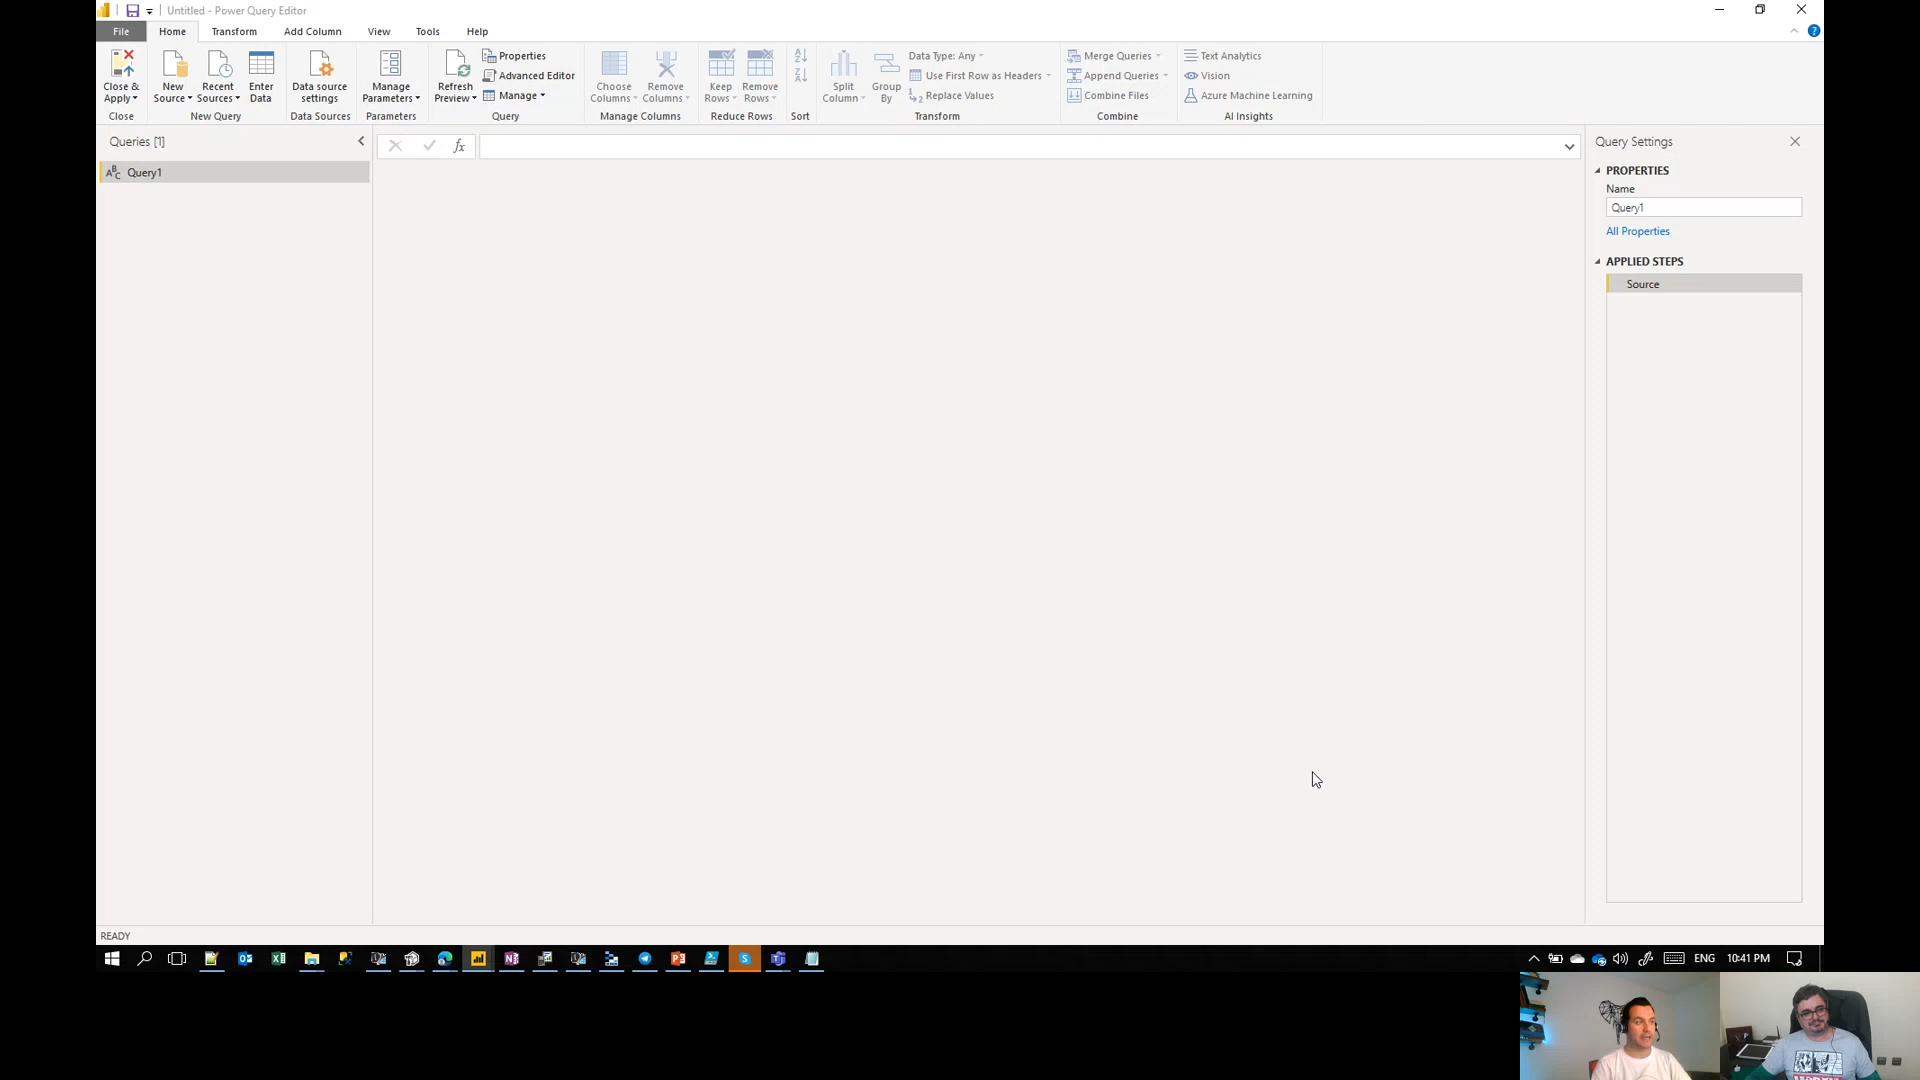 Untitled - Power Query Editor
File Home Transform Add Column View Tools Help
Close & Apply
New Source
Recent Sources
Enter Data
Data source settings
Manage Parameters
Refresh Preview
Properties
Advanced Editor
Manage
Choose Columns
Remove Columns
Keep Rows
Remove Rows
Split Column
Group By
Data Type: Any
Use First Row as Headers
Replace Values
Merge Queries
Append Queries
Combine Files
Text Analytics
Vision
Azure Machine Learning
Close New Query Data Sources Parameters Query Manage Columns Reduce Rows Sort Transform Combine AI Insights
Queries [1]
fx
Query Settings
Query1
PROPERTIES
Name
Query1
All Properties
APPLIED STEPS
Source
READY
ENG 10:41 PM